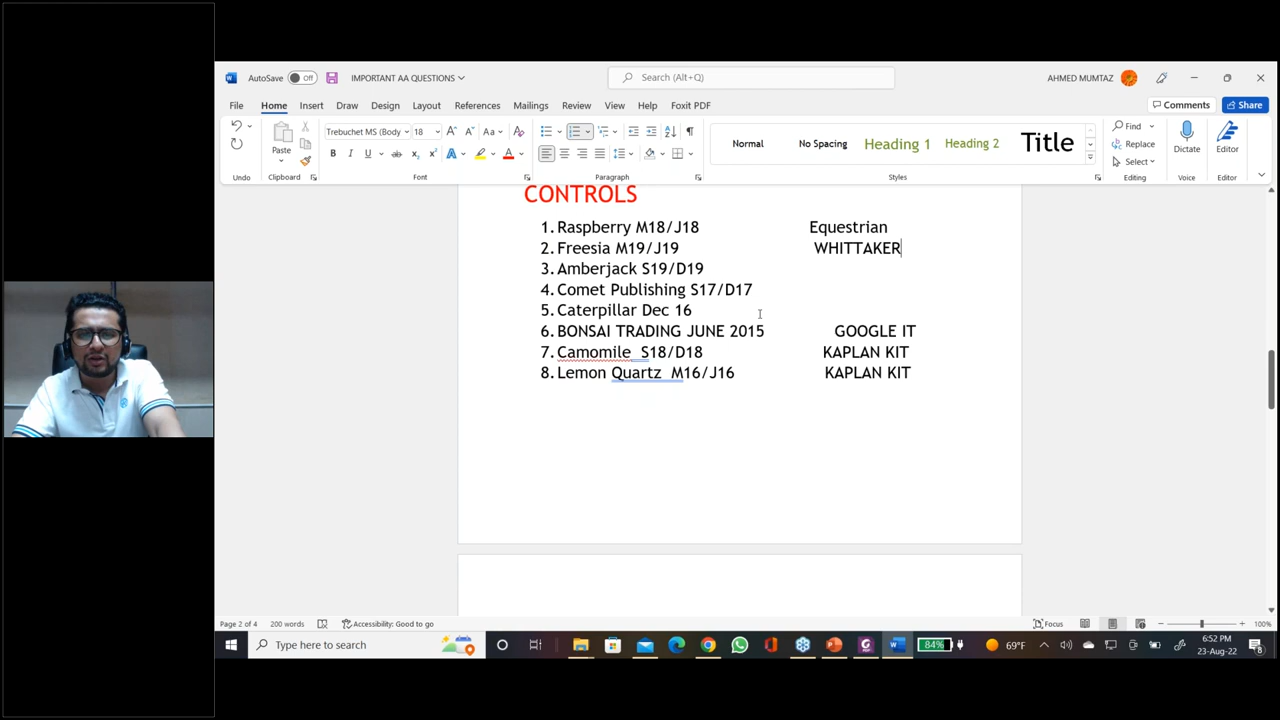 AutoSave Off IMPORTANT AA QUESTIONS Search (Alt+Q) AHMED MUMTAZ
File Home Insert Draw Design Layout References Mailings Review View Help Foxit PDF Comments Share
Trebuchet MS (Body 18 Normal No Spacing Heading 1 Heading 2 Title Find
Paste Replace Dictate Editor
Select
Undo Clipboard Font Paragraph Styles Editing Voice Editor
CONTROLS
1. Raspberry M18/J18 Equestrian
2. Freesia M19/J19 WHITTAKER
3. Amberjack S19/D19
4. Comet Publishing S17/D17
5. Caterpillar Dec 16
6. BONSAI TRADING JUNE 2015 GOOGLE IT
7. Camomile S18/D18 KAPLAN KIT
8. Lemon Quartz M16/J16 KAPLAN KIT
Page 2 of 4 200 words Accessibility: Good to go Focus 100%
Type here to search 84% 69°F 6:52 PM
23-Aug-22